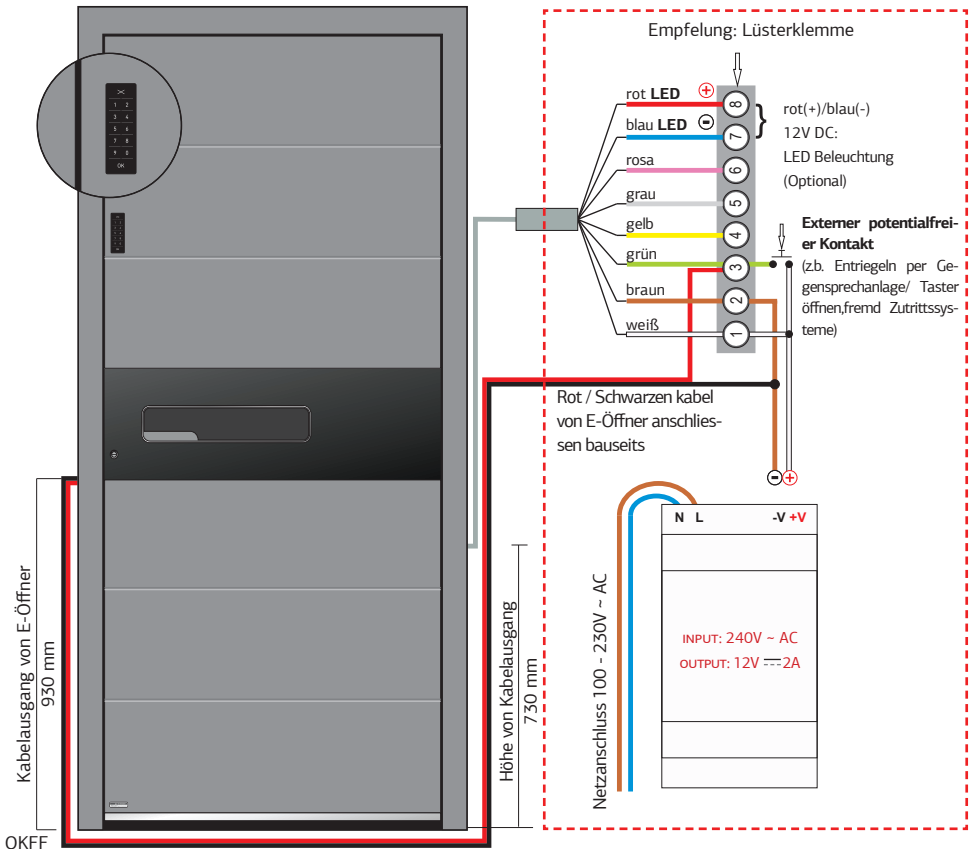 Empfelung: Lüsterklemme
rot LED
blau LED
rosa
grau
gelb
grün
braun
weiß
8
7
6
5
4
3
2
1
rot(+)/blau(-)
12V DC:
LED Beleuchtung
(Optional)
Externer potentialfrei-
er Kontakt
(z.b. Entriegeln per Ge-
gensprechanlage/ Taster
öffnen,fremd Zutrittssys-
teme)
Rot / Schwarzen kabel
von E-Öffner anschlies-
sen bauseits
N L -V +V
INPUT: 240V ~ AC
OUTPUT: 12V ⎓ 2A
Netzanschluss 100 - 230V ~ AC
Höhe von Kabelausgang
730 mm
Kabelausgang von E-Öffner
930 mm
OKFF
1 2
3 4
5 6
7 8
9 0
OK